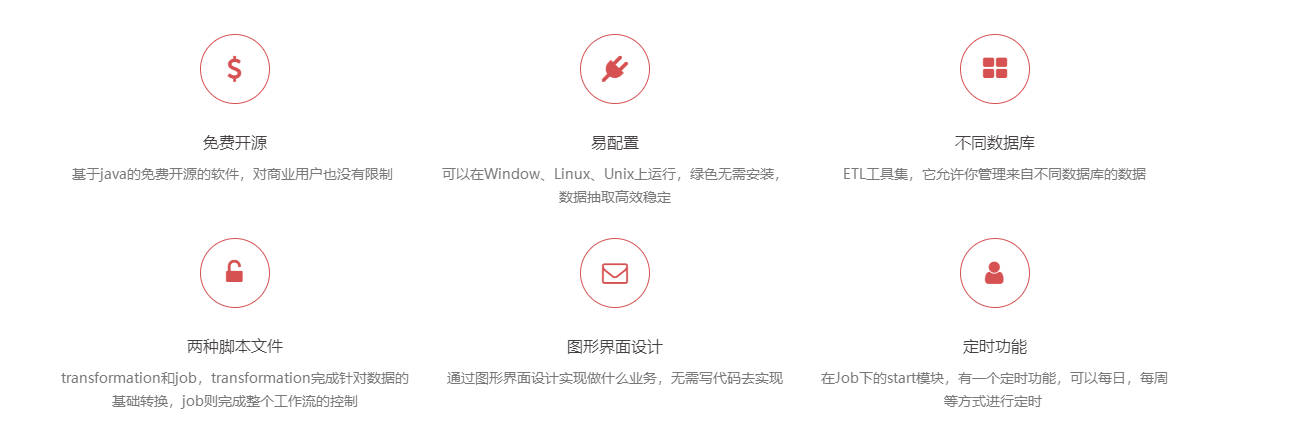 免费开源
基于java的免费开源的软件，对商业用户也没有限制
易配置
可以在Window、Linux、Unix上运行，绿色无需安装，
数据抽取高效稳定
不同数据库
ETL工具集，它允许你管理来自不同数据库的数据
两种脚本文件
transformation和job，transformation完成针对数据的
基础转换，job则完成整个工作流的控制
图形界面设计
通过图形界面设计实现做什么业务，无需写代码去实现
定时功能
在Job下的start模块，有一个定时功能，可以每日，每周
等方式进行定时